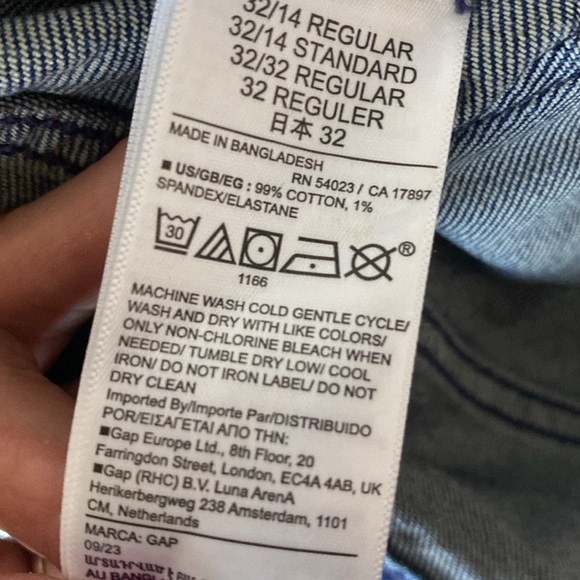 32/14 REGULAR
32/14 STANDARD
32/32 REGULAR
32 REGULER
日本 32
MADE IN BANGLADESH
RN 54023 / CA 17897
■ US/GB/EG : 99% COTTON, 1%
SPANDEX/ELASTANE
30
®
1166
MACHINE WASH COLD GENTLE CYCLE/
WASH AND DRY WITH LIKE COLORS/
ONLY NON-CHLORINE BLEACH WHEN
NEEDED/ TUMBLE DRY LOW/ COOL
IRON/ DO NOT IRON LABEL/ DO NOT
DRY CLEAN
Imported By/Importe Par/DISTRIBUIDO
POR/ΕΙΣΑΓΕΤΑΙ ΑΠΟ ΤΗΝ:
■Gap Europe Ltd., 8th Floor, 20
Farringdon Street, London, EC4A 4AB, UK
■Gap (RHC) B.V. Luna ArenA
Herikerbergweg 238 Amsterdam, 1101
CM, Netherlands
MARCA: GAP
09/23